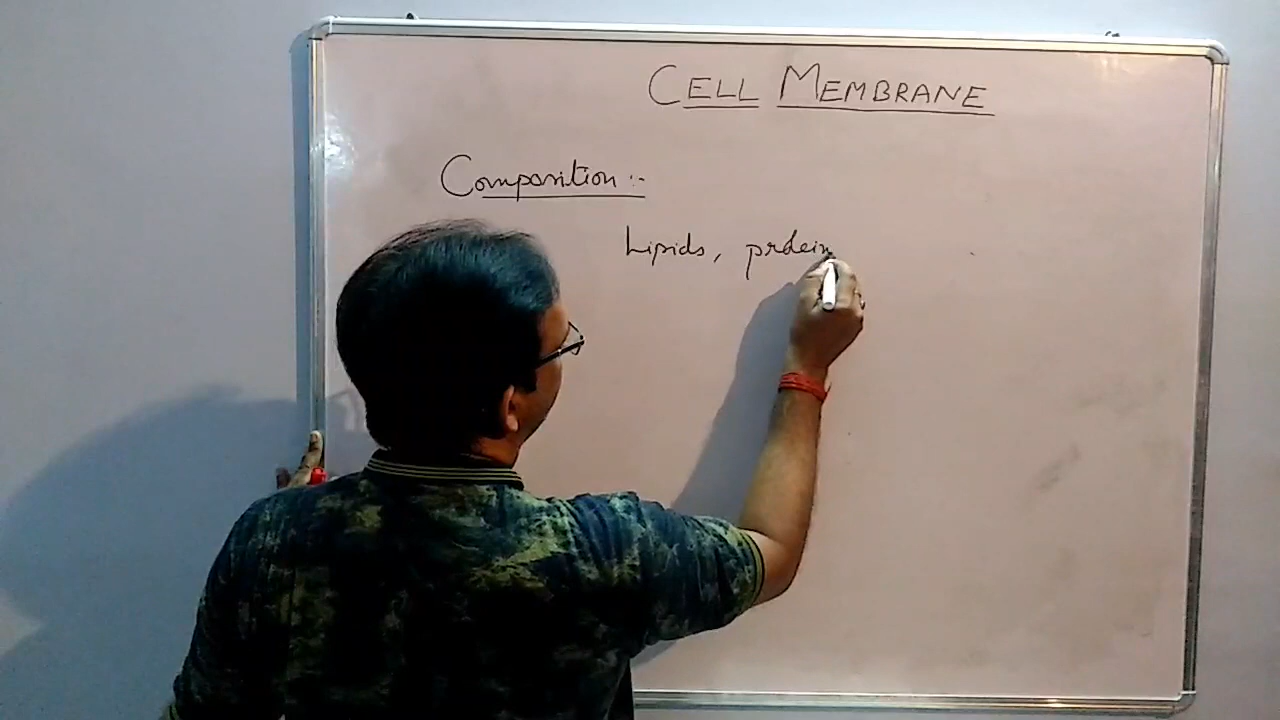 CELL MEMBRANE
Composition :-
Lipids, protein